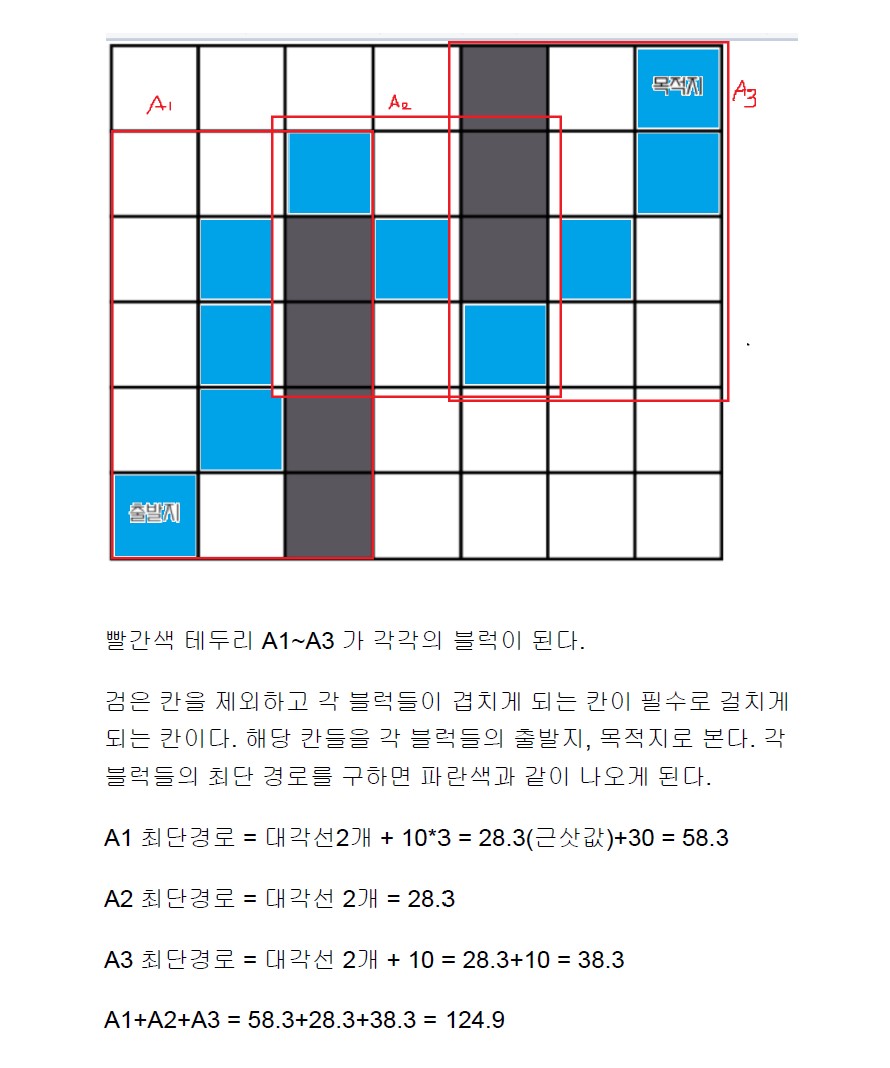 목적지
A1
A2
A3
출발지
빨간색 테두리 A1~A3 가 각각의 블럭이 된다.
검은 칸을 제외하고 각 블럭들이 겹치게 되는 칸이 필수로 걸치게
되는 칸이다. 해당 칸들을 각 블럭들의 출발지, 목적지로 본다. 각
블럭들의 최단 경로를 구하면 파란색과 같이 나오게 된다.
A1 최단경로 = 대각선2개 + 10*3 = 28.3(근삿값)+30 = 58.3
A2 최단경로 = 대각선 2개 = 28.3
A3 최단경로 = 대각선 2개 + 10 = 28.3+10 = 38.3
A1+A2+A3 = 58.3+28.3+38.3 = 124.9